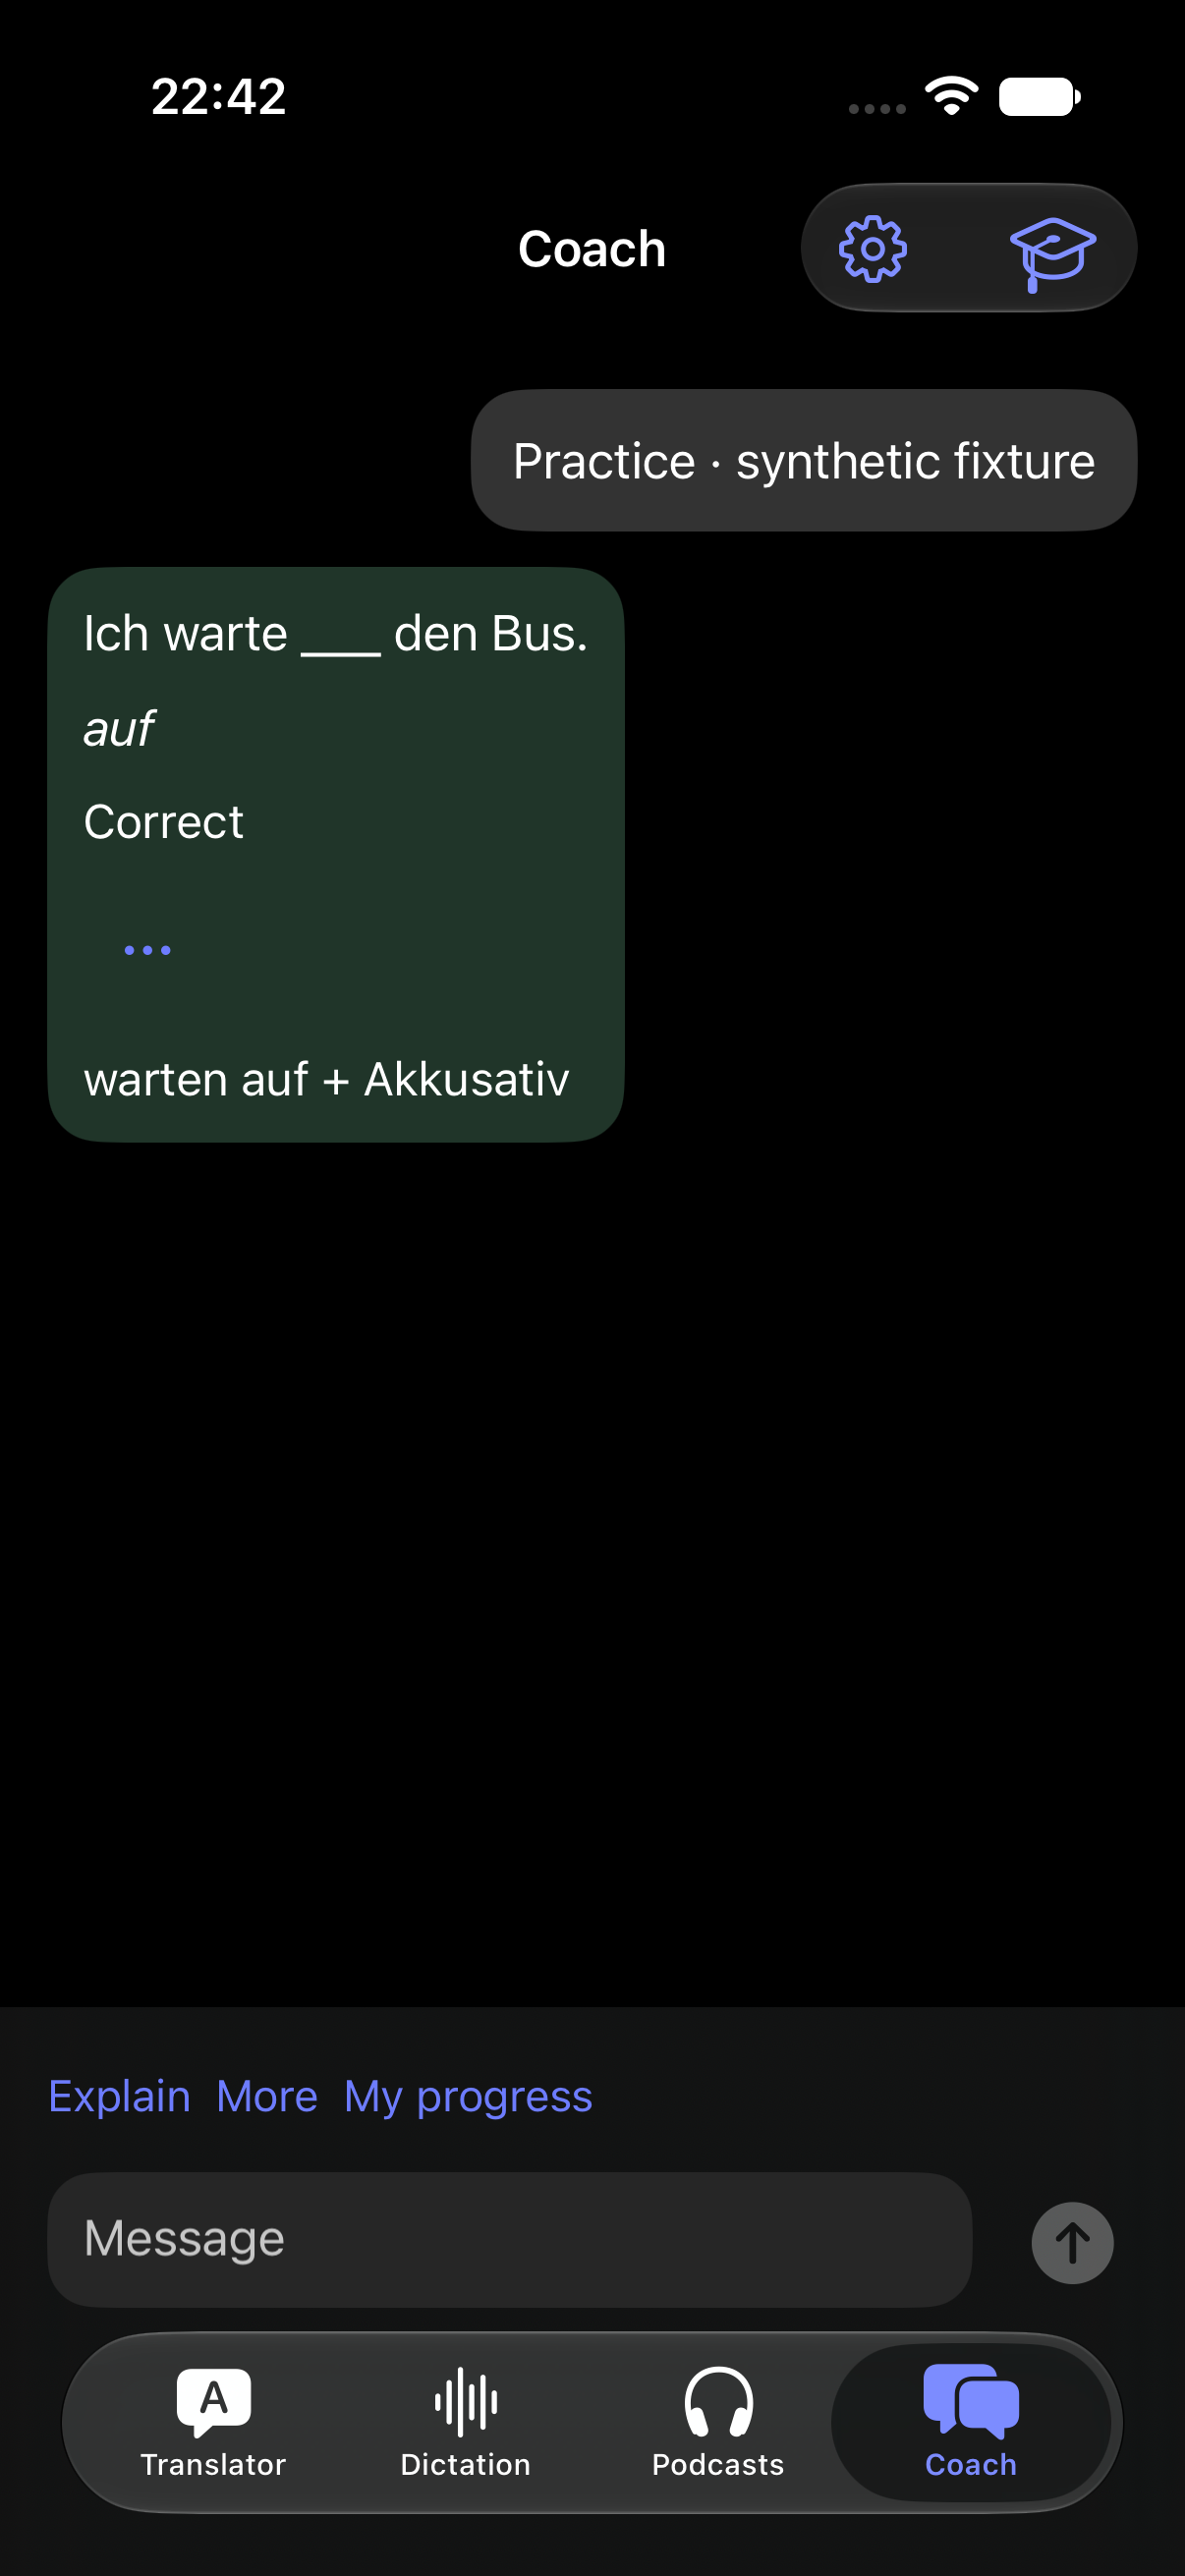 22:42
Coach
Practice · synthetic fixture
Ich warte ____ den Bus.
auf
Correct
...
warten auf + Akkusativ
Explain More My progress
Message
A
Translator Dictation Podcasts Coach